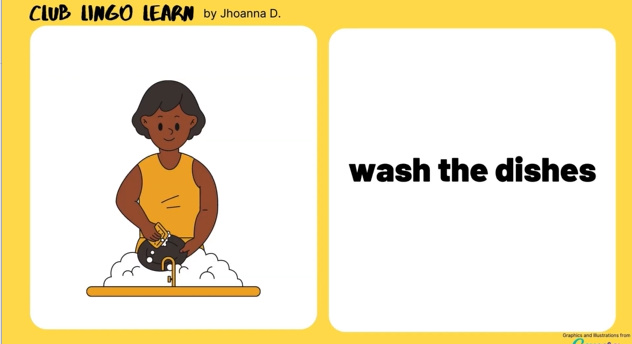 CLUB LINGO LEARN by Jhoanna D.
wash the dishes
Graphics and Illustrations from